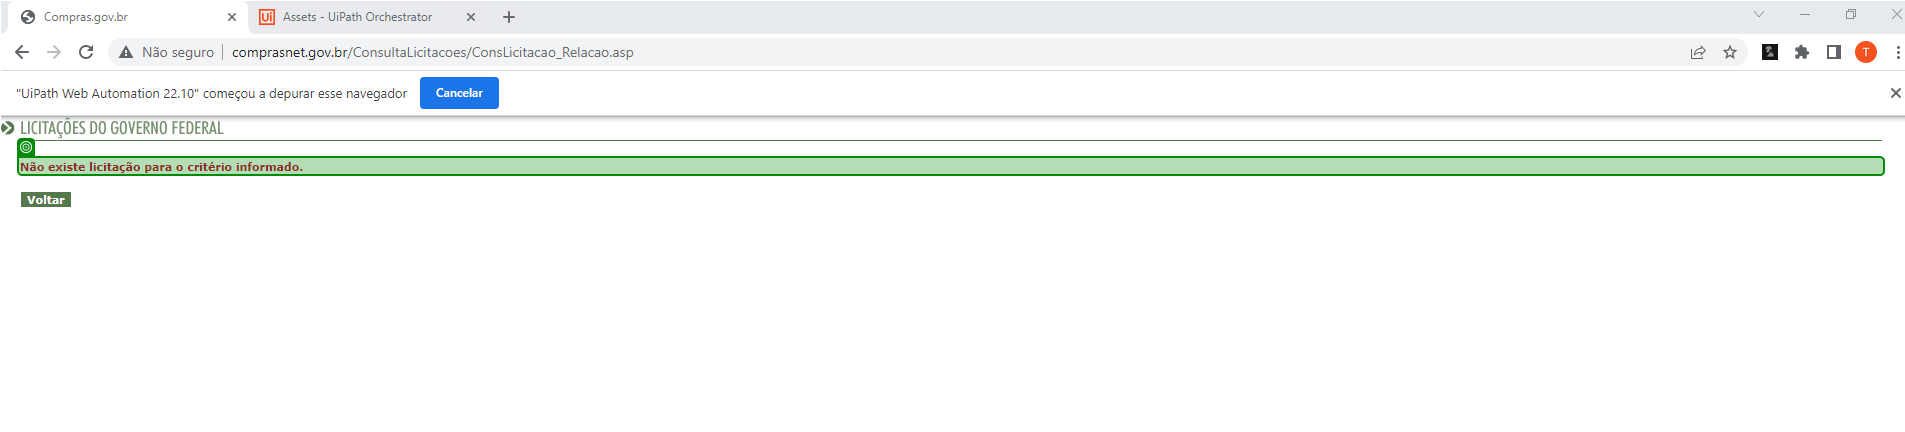 Compras.gov.br
Assets - UiPath Orchestrator
Não seguro | comprasnet.gov.br/ConsultaLicitacoes/ConsLicitacao_Relacao.asp
T
"UiPath Web Automation 22.10" começou a depurar esse navegador
Cancelar
LICITAÇÕES DO GOVERNO FEDERAL
Não existe licitação para o critério informado.
Voltar